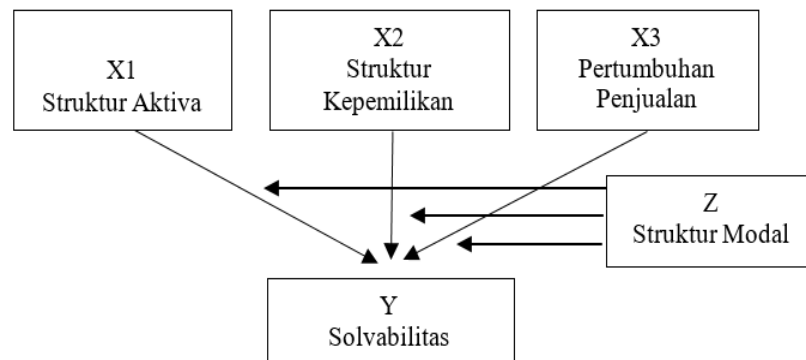 X1
Struktur Aktiva
X2
Struktur
Kepemilikan
X3
Pertumbuhan
Penjualan
Z
Struktur Modal
Y
Solvabilitas